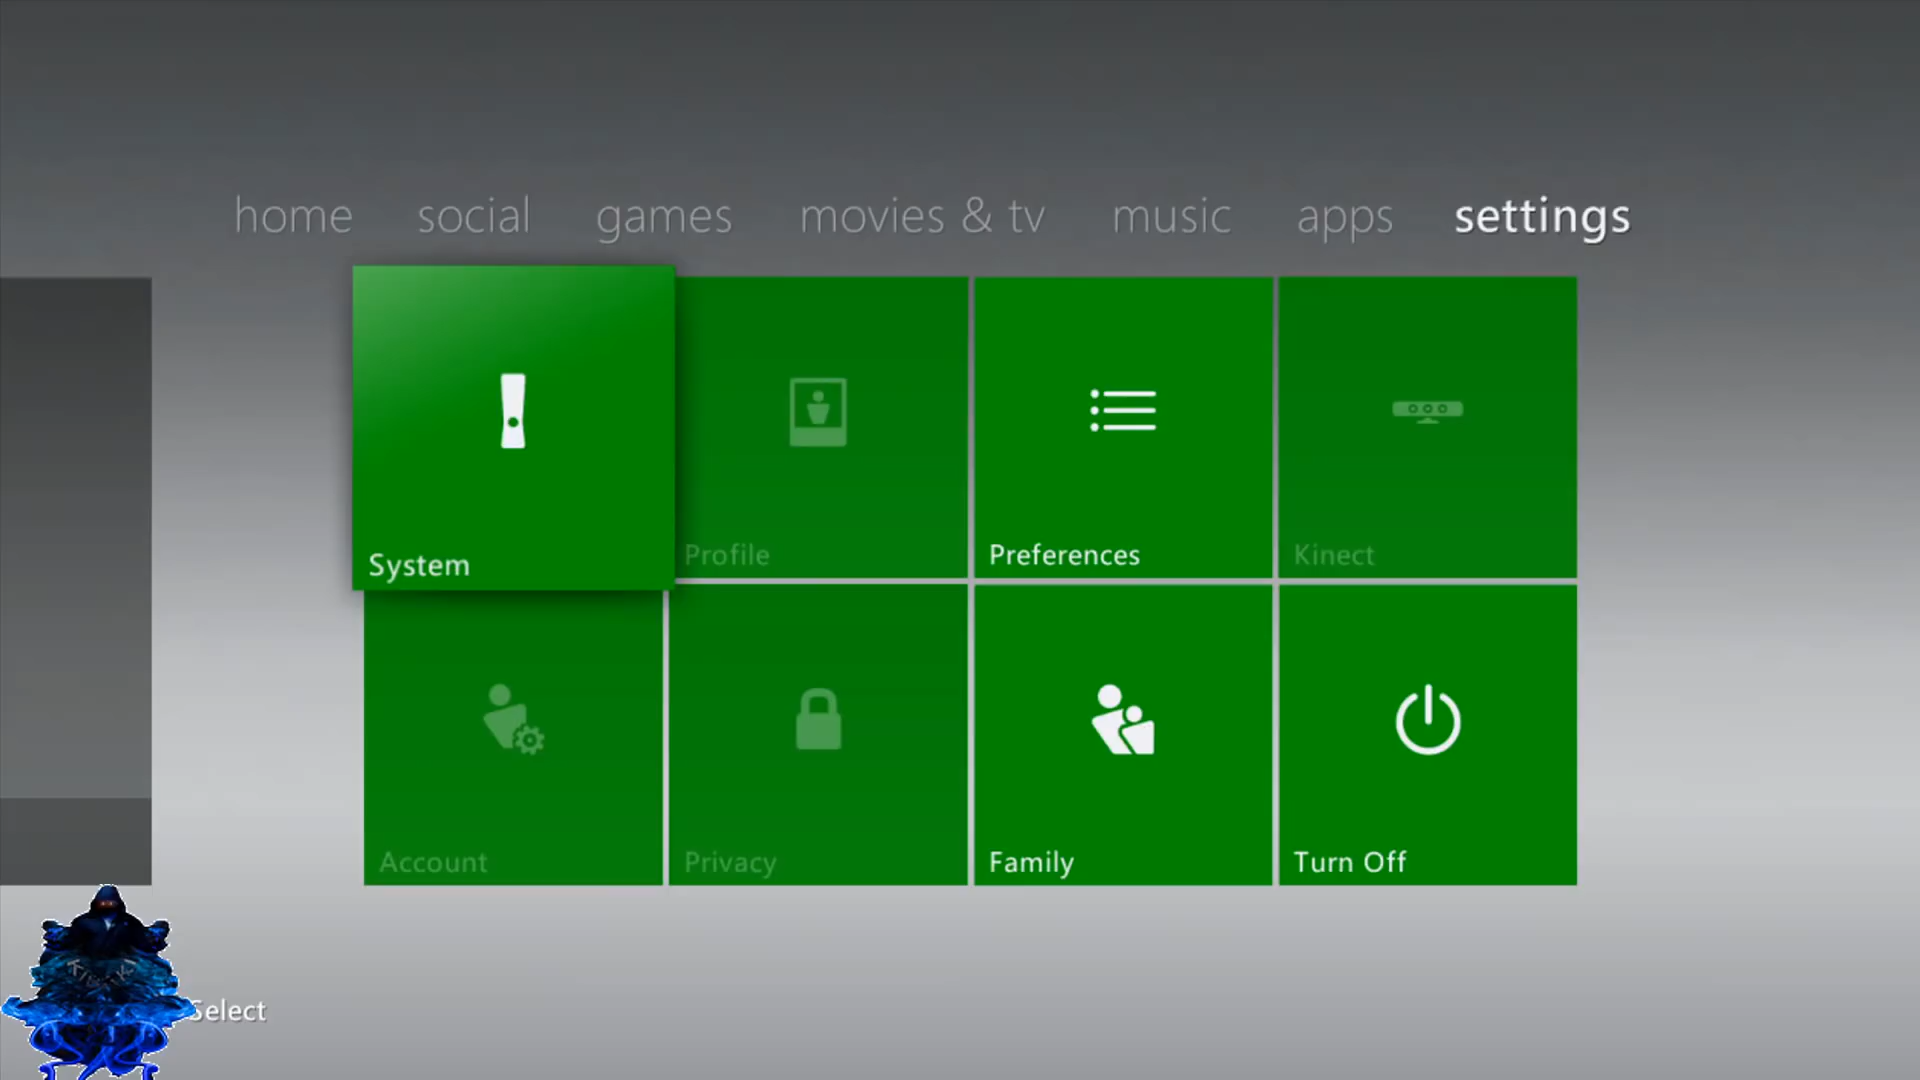 home social games movies & tv music apps settings
System Profile Preferences Kinect
Account Privacy Family Turn Off
Select